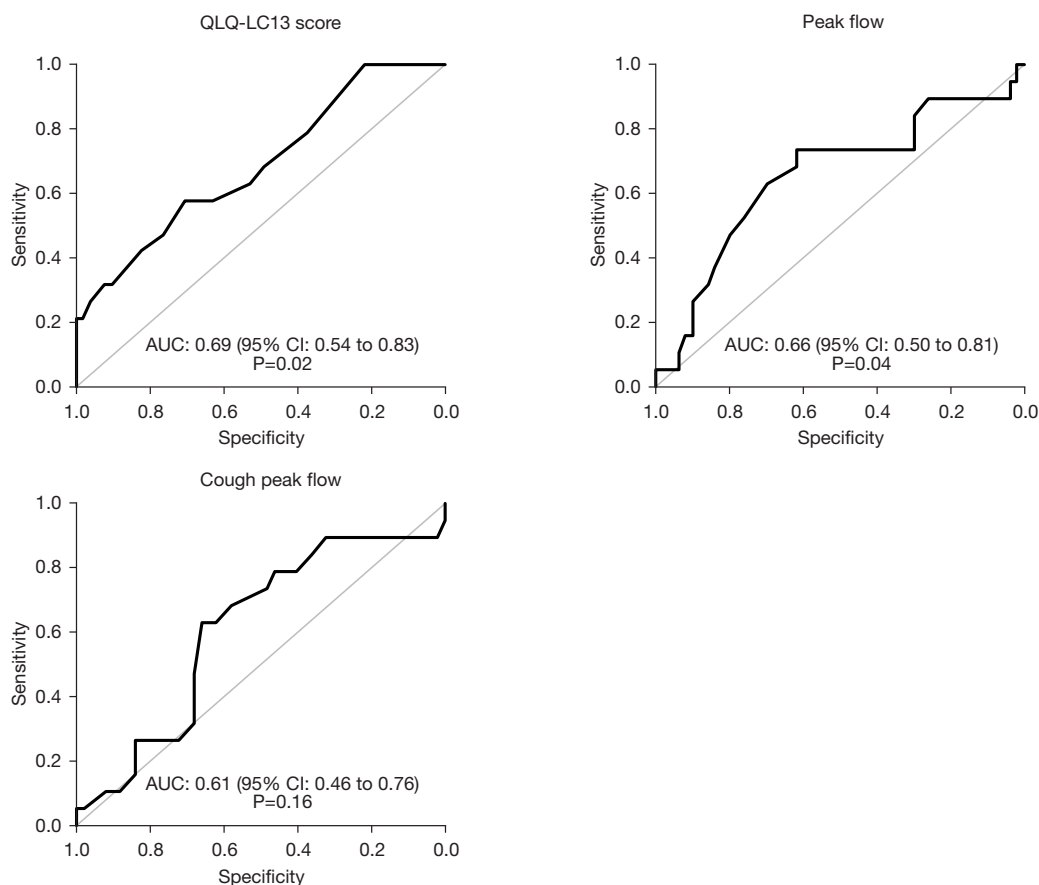 QLQ-LC13 score
1.0
0.8
0.6
0.4
0.2
0.0
Sensitivity
AUC: 0.69 (95% CI: 0.54 to 0.83)
P=0.02
1.0 0.8 0.6 0.4 0.2 0.0
Specificity
Peak flow
1.0
0.8
0.6
0.4
0.2
0.0
Sensitivity
AUC: 0.66 (95% CI: 0.50 to 0.81)
P=0.04
1.0 0.8 0.6 0.4 0.2 0.0
Specificity
Cough peak flow
1.0
0.8
0.6
0.4
0.2
0.0
Sensitivity
AUC: 0.61 (95% CI: 0.46 to 0.76)
P=0.16
1.0 0.8 0.6 0.4 0.2 0.0
Specificity